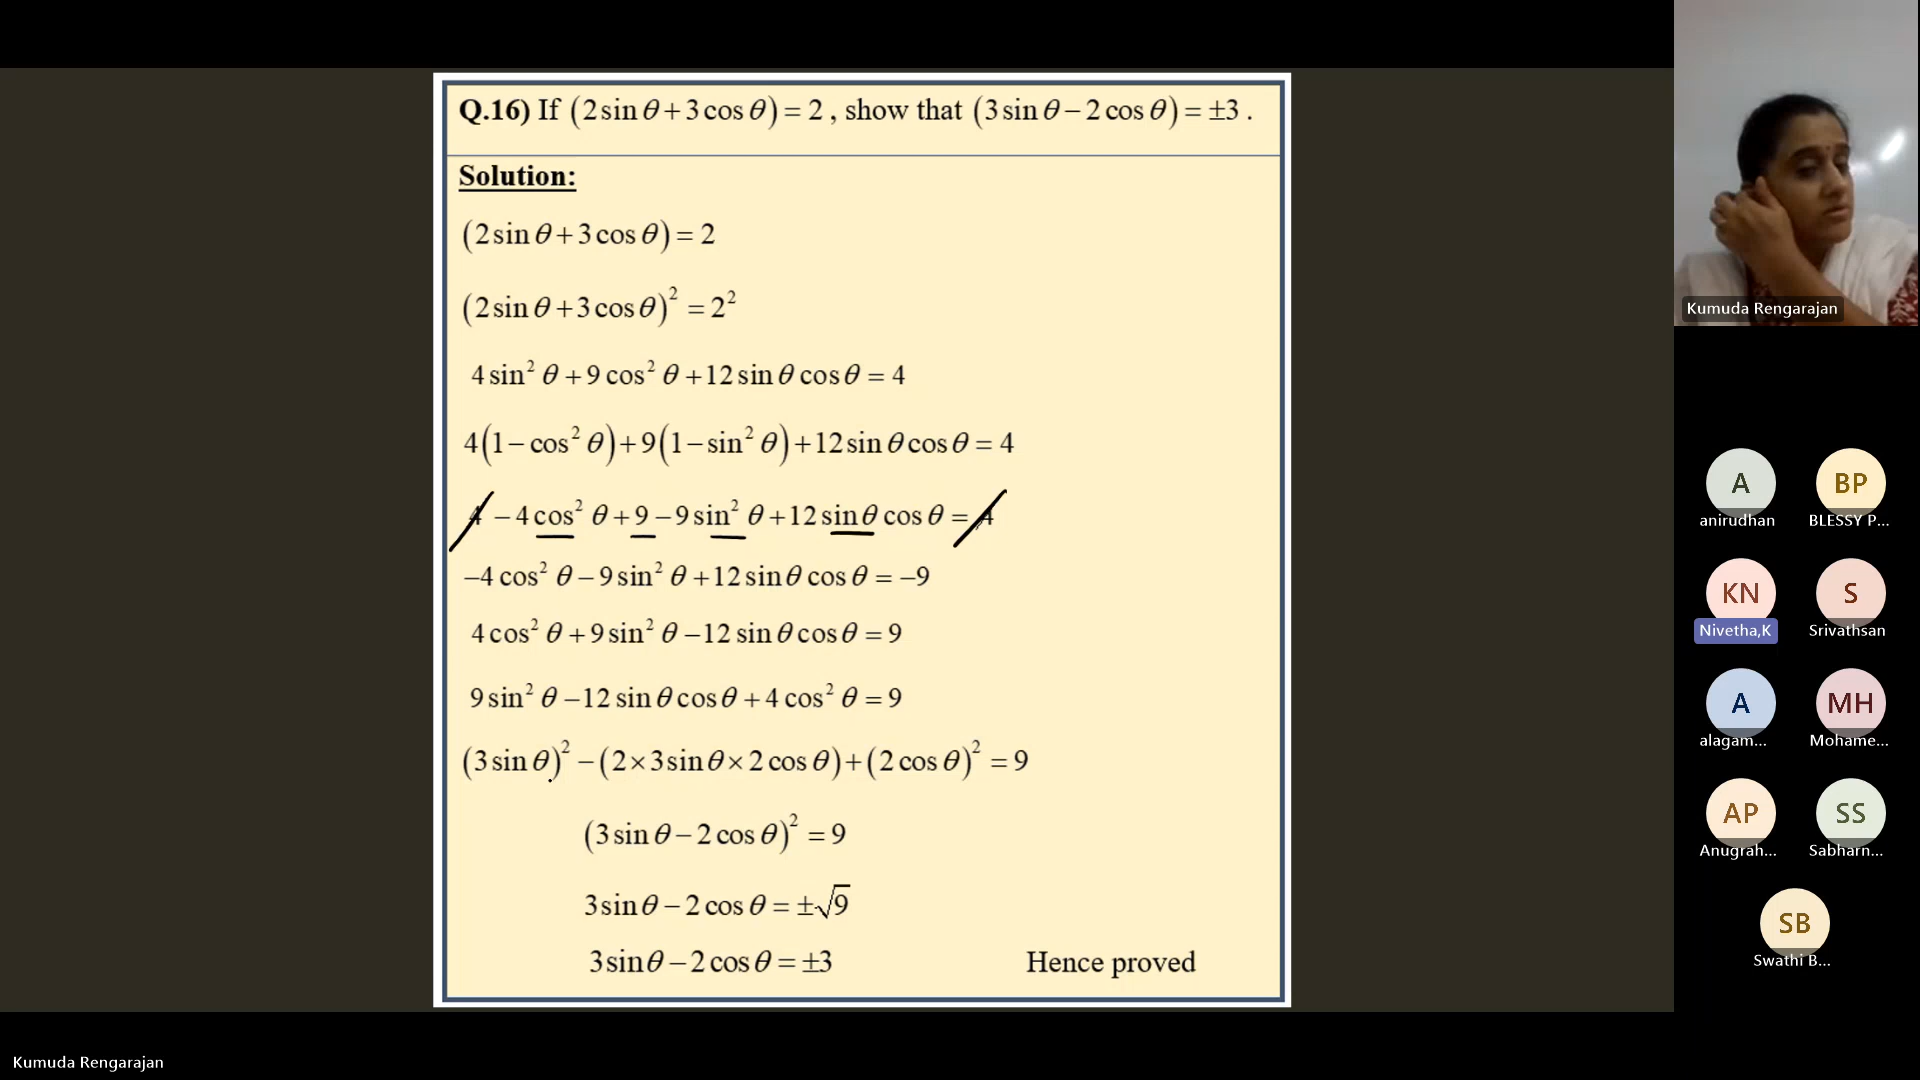 Q.16) If (2 sin θ + 3 cos θ) = 2 , show that (3 sin θ − 2 cos θ) = ±3 .
Solution:
(2 sin θ + 3 cos θ) = 2
(2 sin θ + 3 cos θ)² = 2²
4 sin² θ + 9 cos² θ + 12 sin θ cos θ = 4
4(1 − cos² θ) + 9(1 − sin² θ) + 12 sin θ cos θ = 4
4 − 4 cos² θ + 9 − 9 sin² θ + 12 sin θ cos θ = 4
−4 cos² θ − 9 sin² θ + 12 sin θ cos θ = −9
4 cos² θ + 9 sin² θ − 12 sin θ cos θ = 9
9 sin² θ − 12 sin θ cos θ + 4 cos² θ = 9
(3 sin θ)² − (2 × 3 sin θ × 2 cos θ) + (2 cos θ)² = 9
(3 sin θ − 2 cos θ)² = 9
3 sin θ − 2 cos θ = ±√9
3 sin θ − 2 cos θ = ±3 Hence proved
Kumuda Rengarajan
A BP
anirudhan BLESSY P...
KN S
Nivetha,K Srivathsan
A MH
alagam... Mohame...
AP SS
Anugrah... Sabharn...
SB
Swathi B...
Kumuda Rengarajan